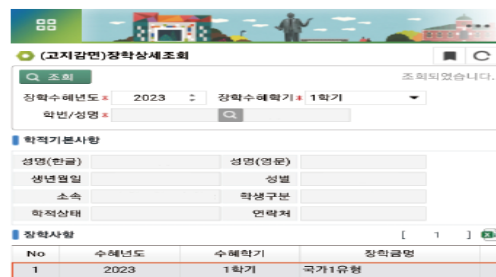 (고지감면)장학상세조회
조회 조회되었습니다.
장학수혜년도 * 2023 장학수혜학기 * 1학기
학번/성명 *
학적기본사항
성명(한글) 성명(영문)
생년월일 성별
소속 학생구분
학적상태 연락처
장학사항 [ 1 ]
No 수혜년도 수혜학기 장학금명
1 2023 1학기 국가1유형